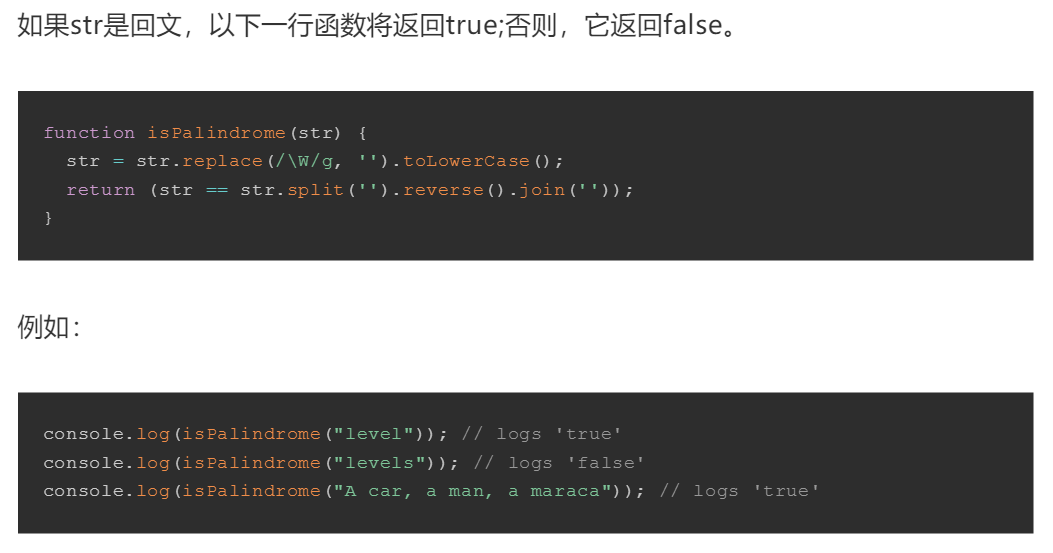 如果str是回文，以下一行函数将返回true;否则，它返回false。
function isPalindrome(str) {
  str = str.replace(/\W/g, '').toLowerCase();
  return (str == str.split('').reverse().join(''));
}
例如：
console.log(isPalindrome("level")); // logs 'true'
console.log(isPalindrome("levels")); // logs 'false'
console.log(isPalindrome("A car, a man, a maraca")); // logs 'true'